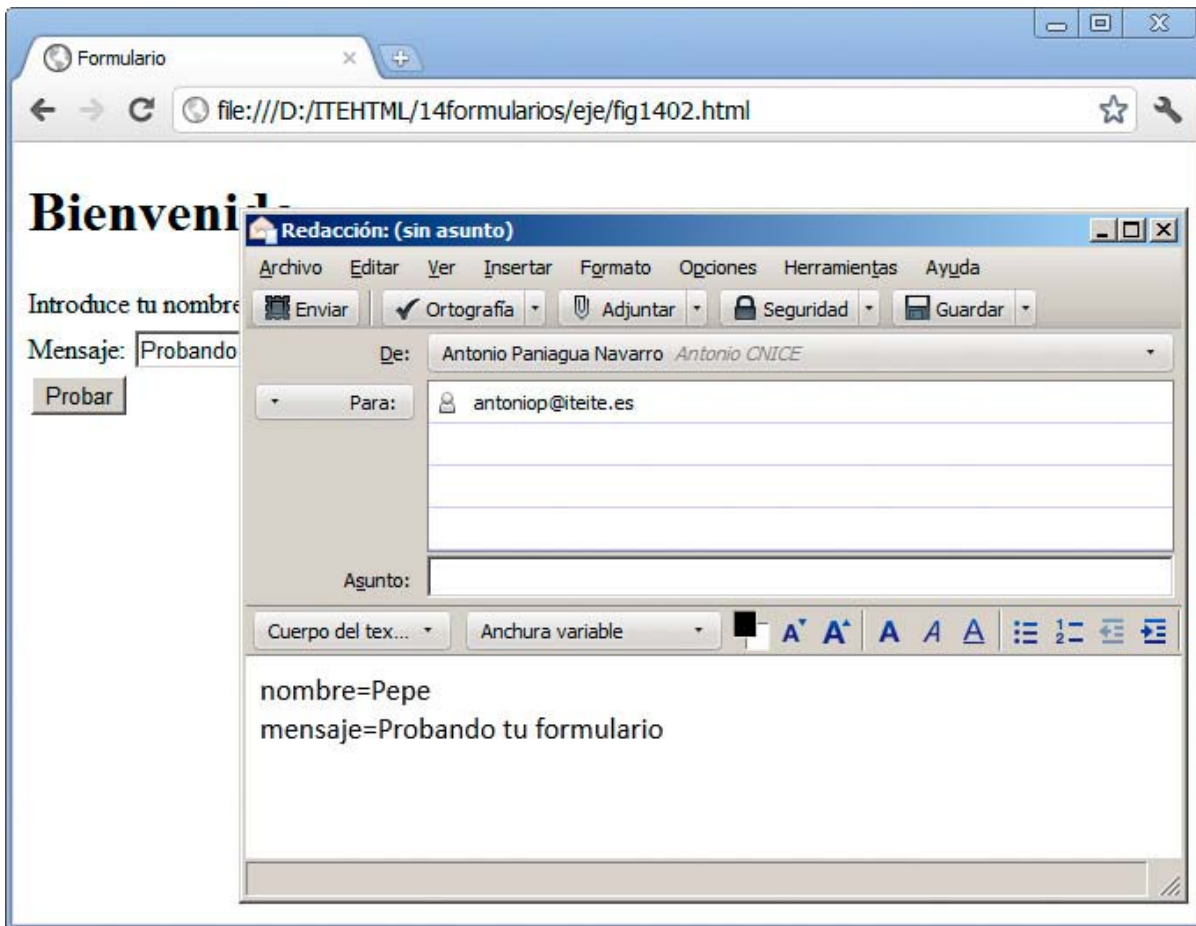 Formulario
file:///D:/ITEHTML/14formularios/eje/fig1402.html
Introduce tu nombre
Mensaje: Probando
Probar
Redacción: (sin asunto)
Archivo Editar Ver Insertar Formato Opciones Herramientas Ayuda
Enviar Ortografía Adjuntar Seguridad Guardar
De: Antonio Paniagua Navarro Antonio CNICE
Para: antoniop@iteite.es
Asunto:
Cuerpo del tex... Anchura variable
nombre=Pepe
mensaje=Probando tu formulario